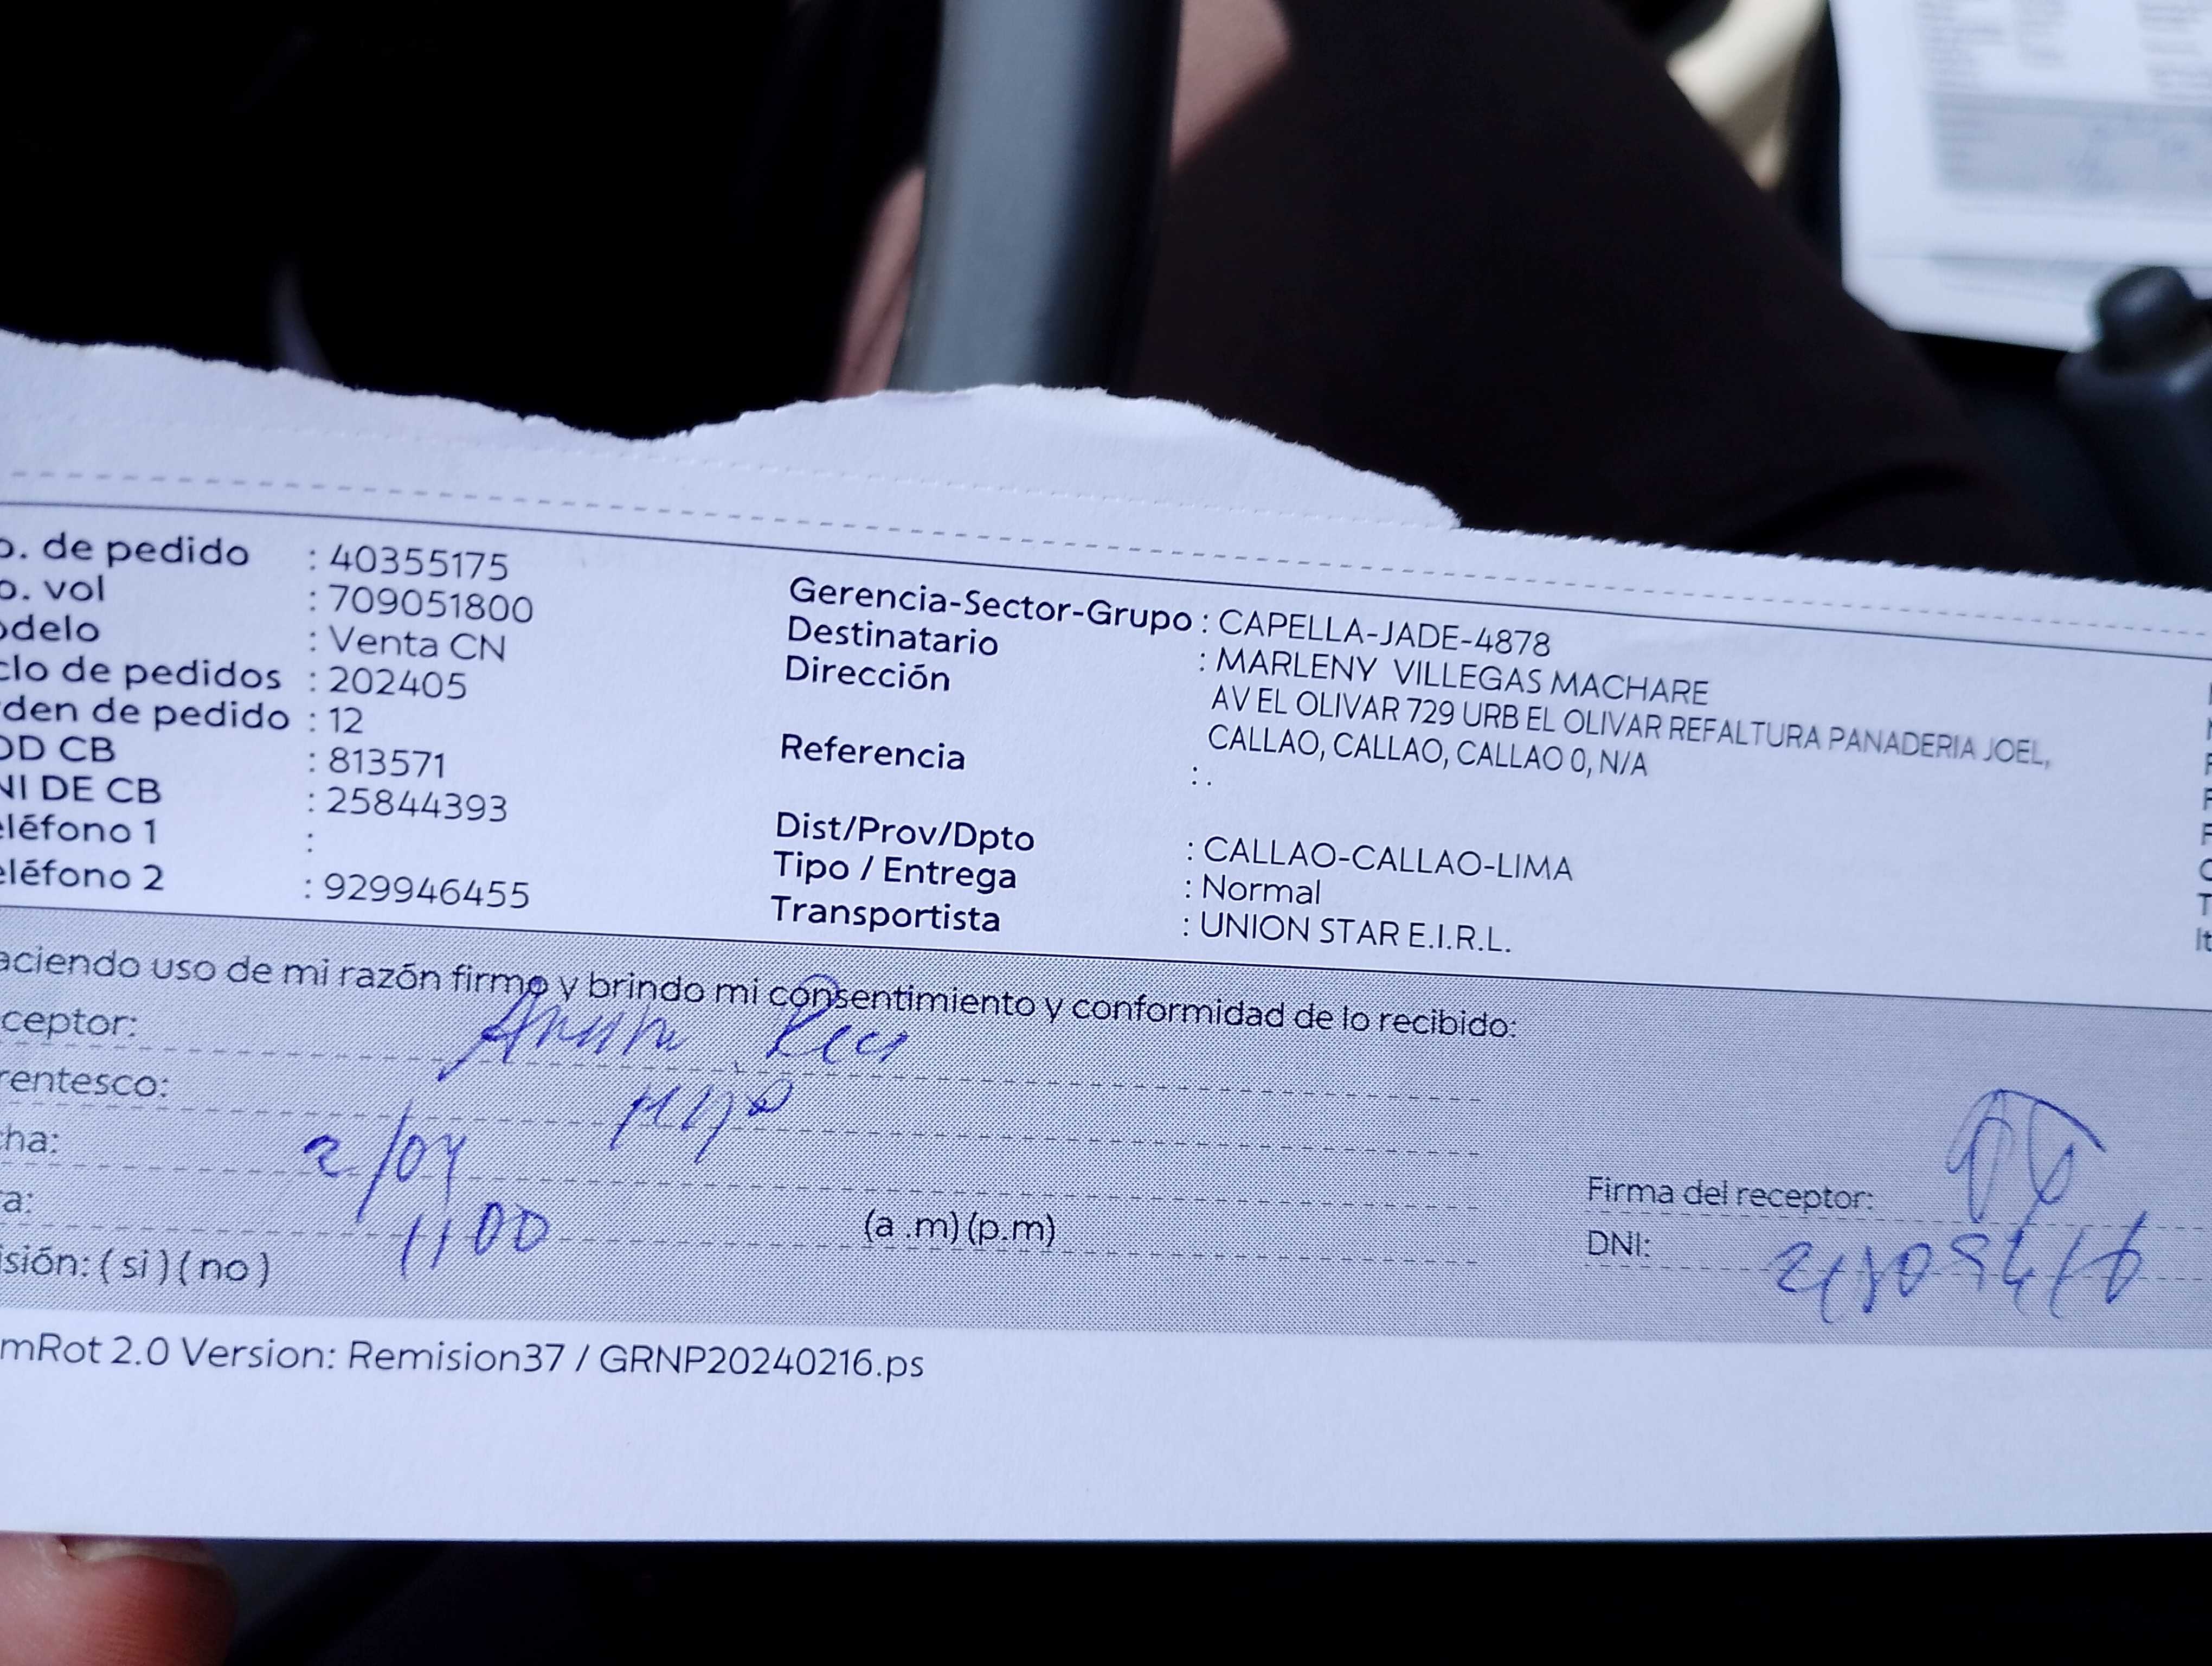 o. de pedido : 40355175
o. vol : 709051800
odelo : Venta CN
clo de pedidos : 202405
rden de pedido : 12
OD CB : 813571
NI DE CB : 25844393
eléfono 1 :
eléfono 2 : 929946455
Gerencia-Sector-Grupo : CAPELLA-JADE-4878
Destinatario : MARLENY VILLEGAS MACHARE
Dirección AV EL OLIVAR 729 URB EL OLIVAR REFALTURA PANADERIA JOEL,
CALLAO, CALLAO, CALLAO 0, N/A
Referencia : .
Dist/Prov/Dpto : CALLAO-CALLAO-LIMA
Tipo / Entrega : Normal
Transportista : UNION STAR E.I.R.L.
aciendo uso de mi razón firmo y brindo mi consentimiento y conformidad de lo recibido:
ceptor:
rentesco:
cha: 2/04
a: 1100 (a .m) (p.m)
isión: ( si ) ( no )
Firma del receptor:
DNI:
mRot 2.0 Version: Remision37 / GRNP20240216.ps